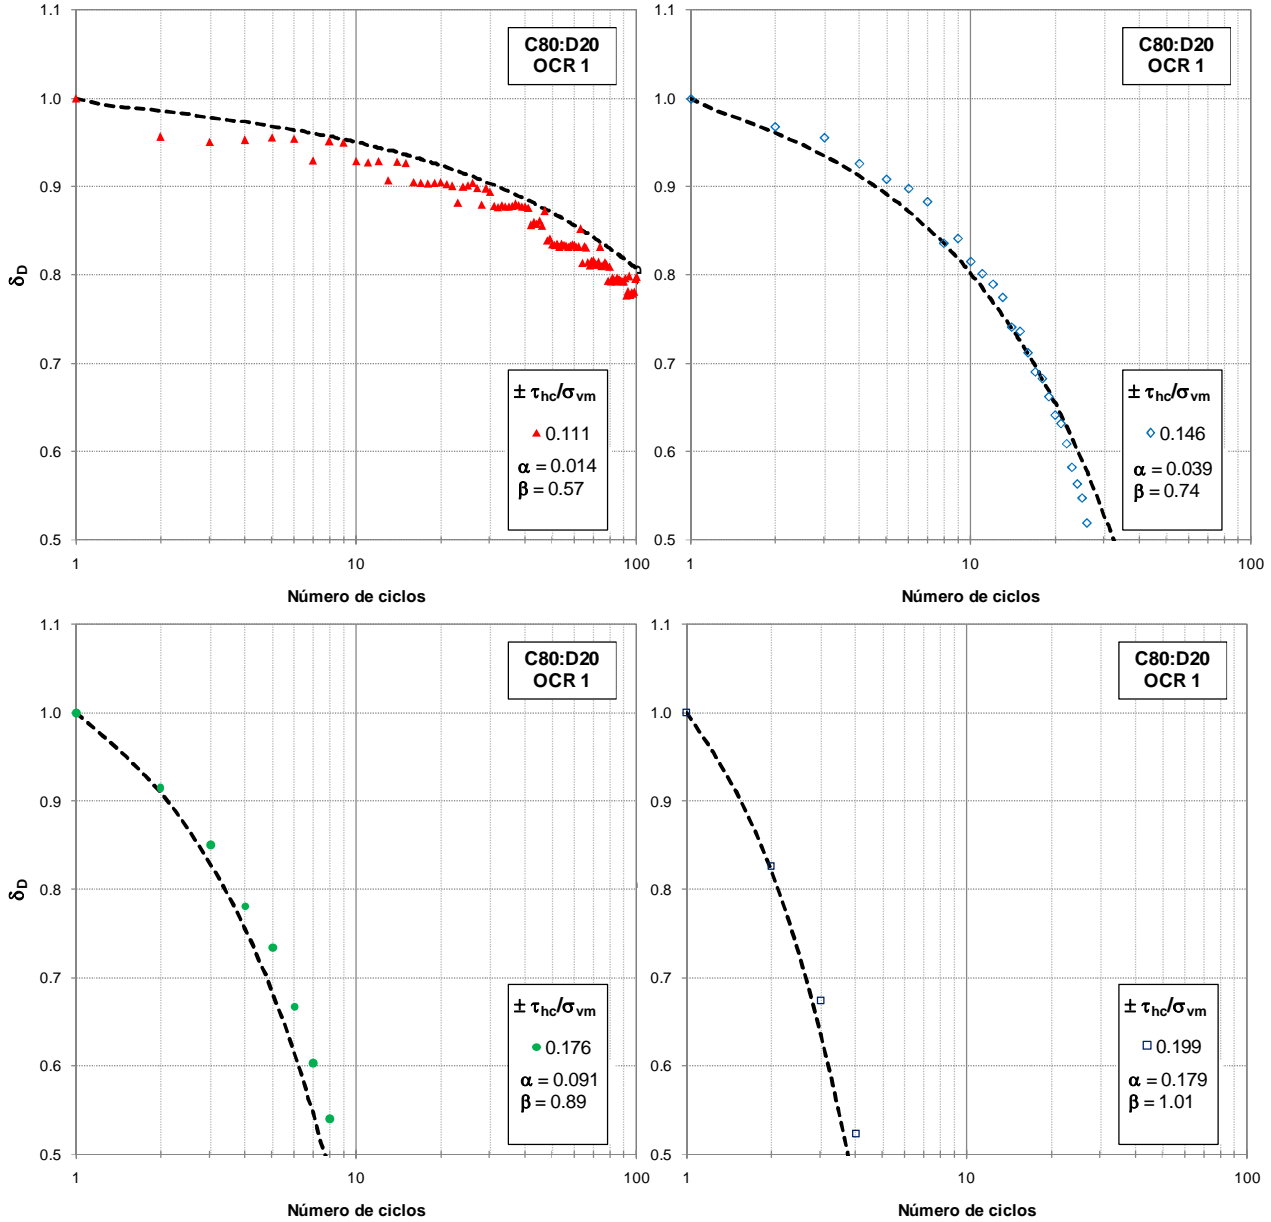 1.1
1.0
0.9
0.8
0.7
0.6
0.5
δD
C80:D20
OCR 1
± τhc/σvm
0.111
α = 0.014
β = 0.57
1
10
100
Número de ciclos
1.1
1.0
0.9
0.8
0.7
0.6
0.5
C80:D20
OCR 1
± τhc/σvm
0.146
α = 0.039
β = 0.74
1
10
100
Número de ciclos
1.1
1.0
0.9
0.8
0.7
0.6
0.5
δD
C80:D20
OCR 1
± τhc/σvm
0.176
α = 0.091
β = 0.89
1
10
100
Número de ciclos
1.1
1.0
0.9
0.8
0.7
0.6
0.5
C80:D20
OCR 1
± τhc/σvm
0.199
α = 0.179
β = 1.01
1
10
100
Número de ciclos